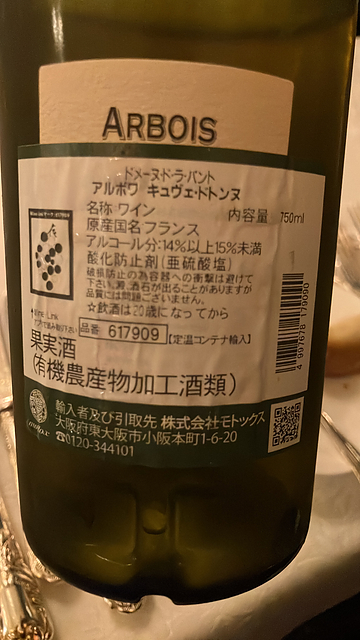 ARBOIS
ドメーヌ・ド・ラ・パント
アルボワ キュヴェ・ドトンヌ
名称:ワイン 内容量 750ml
原産国名:フランス
アルコール分:14%以上15%未満
酸化防止剤(亜硫酸塩)
破損防止の為容器への衝撃は避けて
下さい。瓶、酒石が出ることがありますが
品質には問題ございません。
☆飲酒は20歳になってから
品番 617909 【定温コンテナ輸入】
果実酒
(有機農産物加工酒類)
4 997678 179090
輸入者及び引取先 株式会社モトックス
大阪府東大阪市小阪本町1-6-20
☎0120-344101